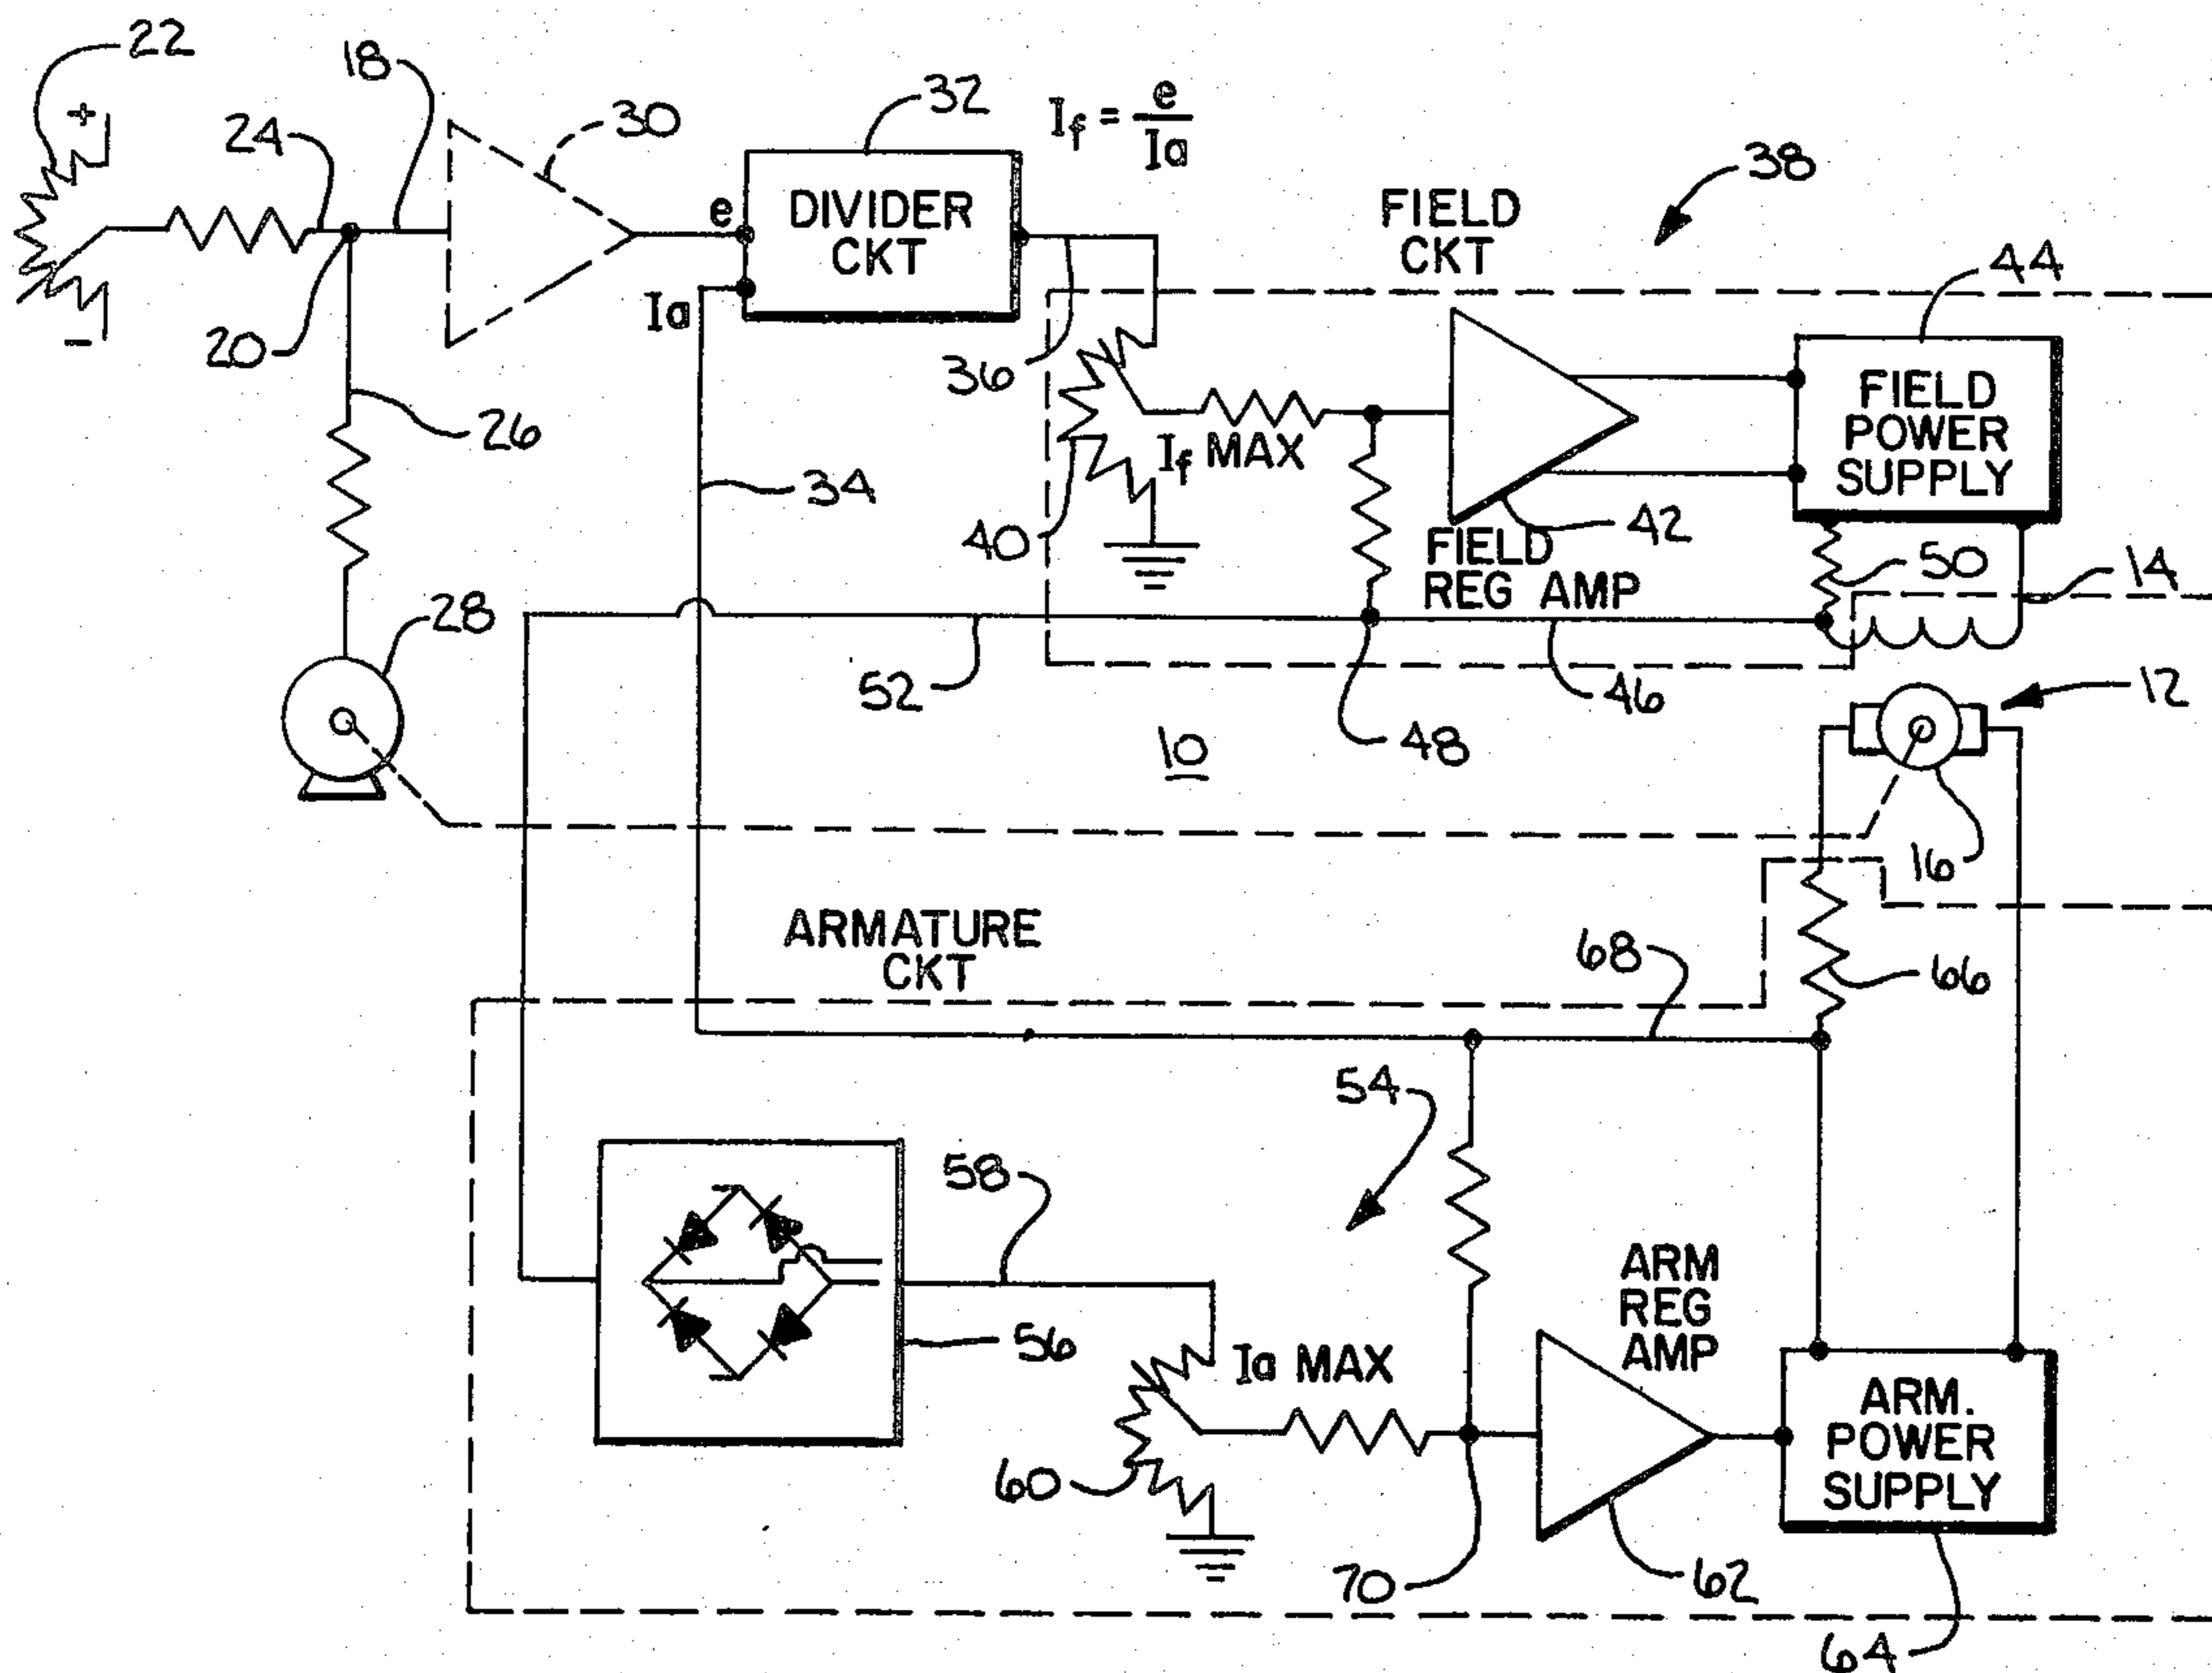 22
18
+
24
30
32
I_f = e/Ia
38
e
DIVIDER
CKT
FIELD
CKT
44
Ia
-
20
36
FIELD
POWER
SUPPLY
26
I_f MAX
34
40
42
FIELD
REG AMP
50
14
28
52
46
12
48
10
16
ARMATURE
CKT
68
66
54
58
ARM
REG
AMP
56
Ia MAX
ARM.
POWER
SUPPLY
60
70
62
64